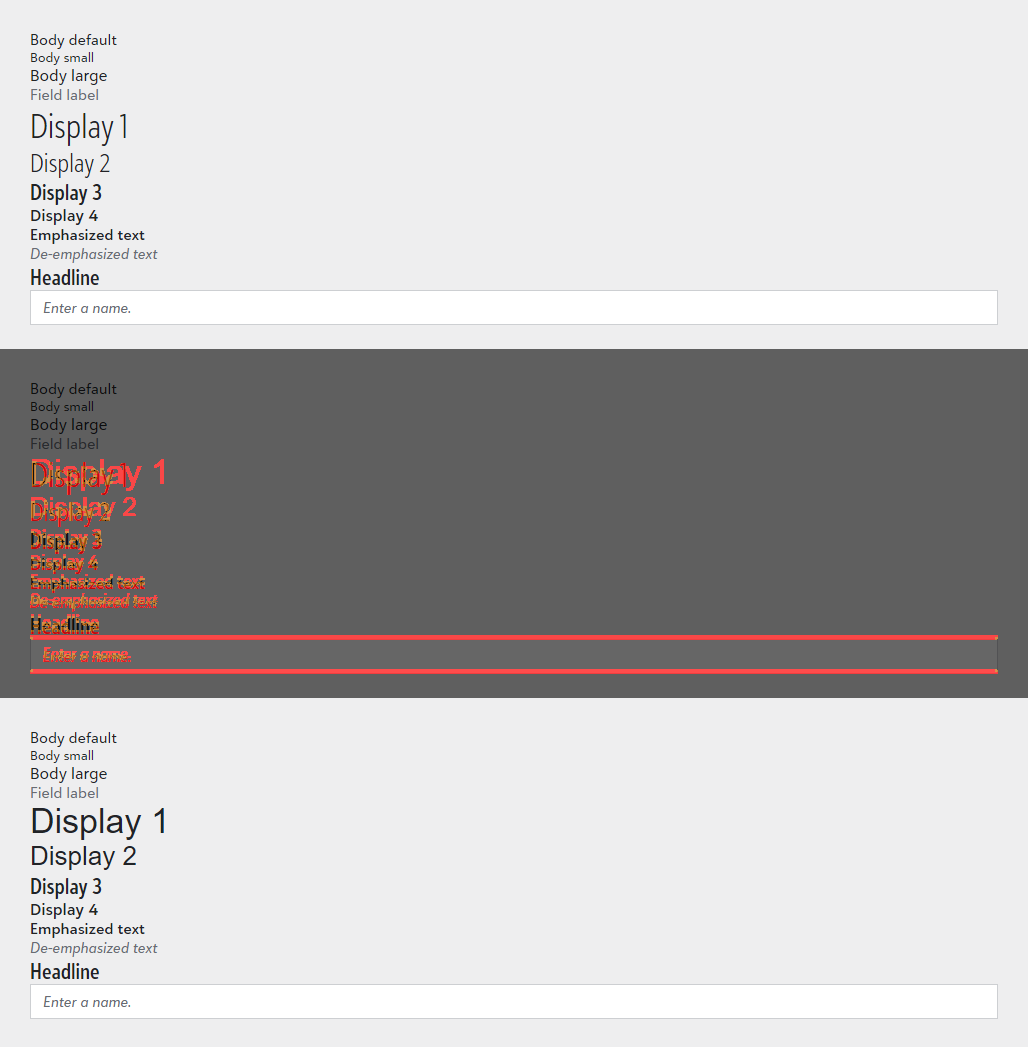 Body default
Body small
Body large
Field label
Display 1
Display 2
Display 3
Display 4
Emphasized text
De-emphasized text
Headline
Enter a name.
Body default
Body small
Body large
Field label
Display 1
Display 2
Display 3
Display 4
Emphasized text
De-emphasized text
Headline
Enter a name.
Body default
Body small
Body large
Field label
Display 1
Display 2
Display 3
Display 4
Emphasized text
De-emphasized text
Headline
Enter a name.